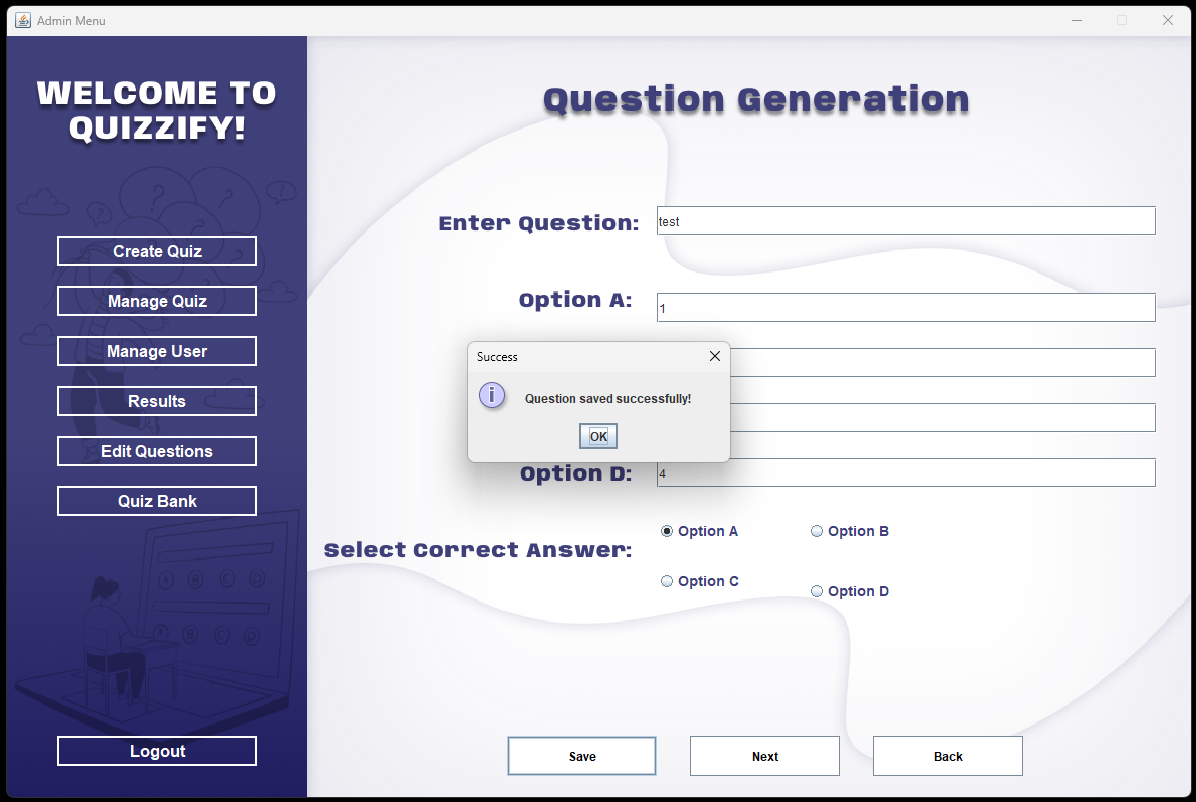 Admin Menu
WELCOME TO
QUIZZIFY!
Create Quiz
Manage Quiz
Manage User
Results
Edit Questions
Quiz Bank
Logout
Question Generation
Enter Question: test
Option A: 1
Success
Question saved successfully!
OK
Option D: 4
Select Correct Answer:
Option A Option B
Option C Option D
Save Next Back